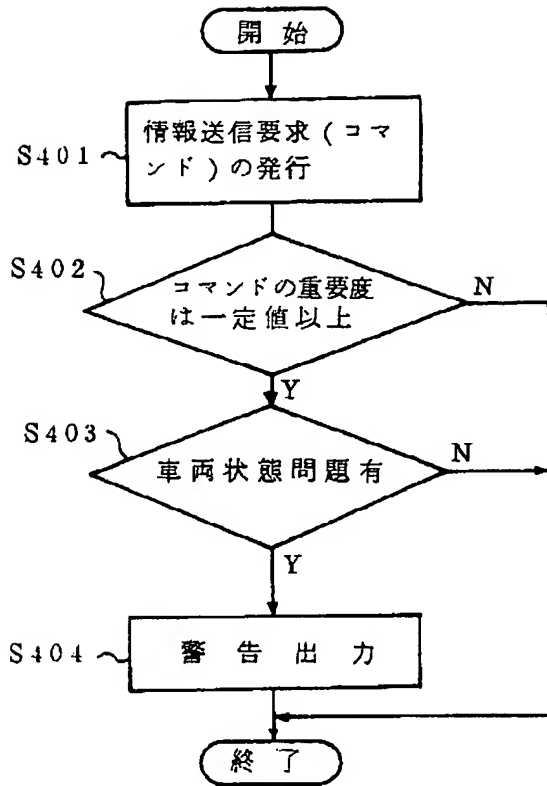 開始
S401
情報送信要求(コマ
ンド)の発行
S402
コマンドの重要度
は一定値以上
N
Y
S403
車両状態問題有
N
Y
S404
警告出力
終了